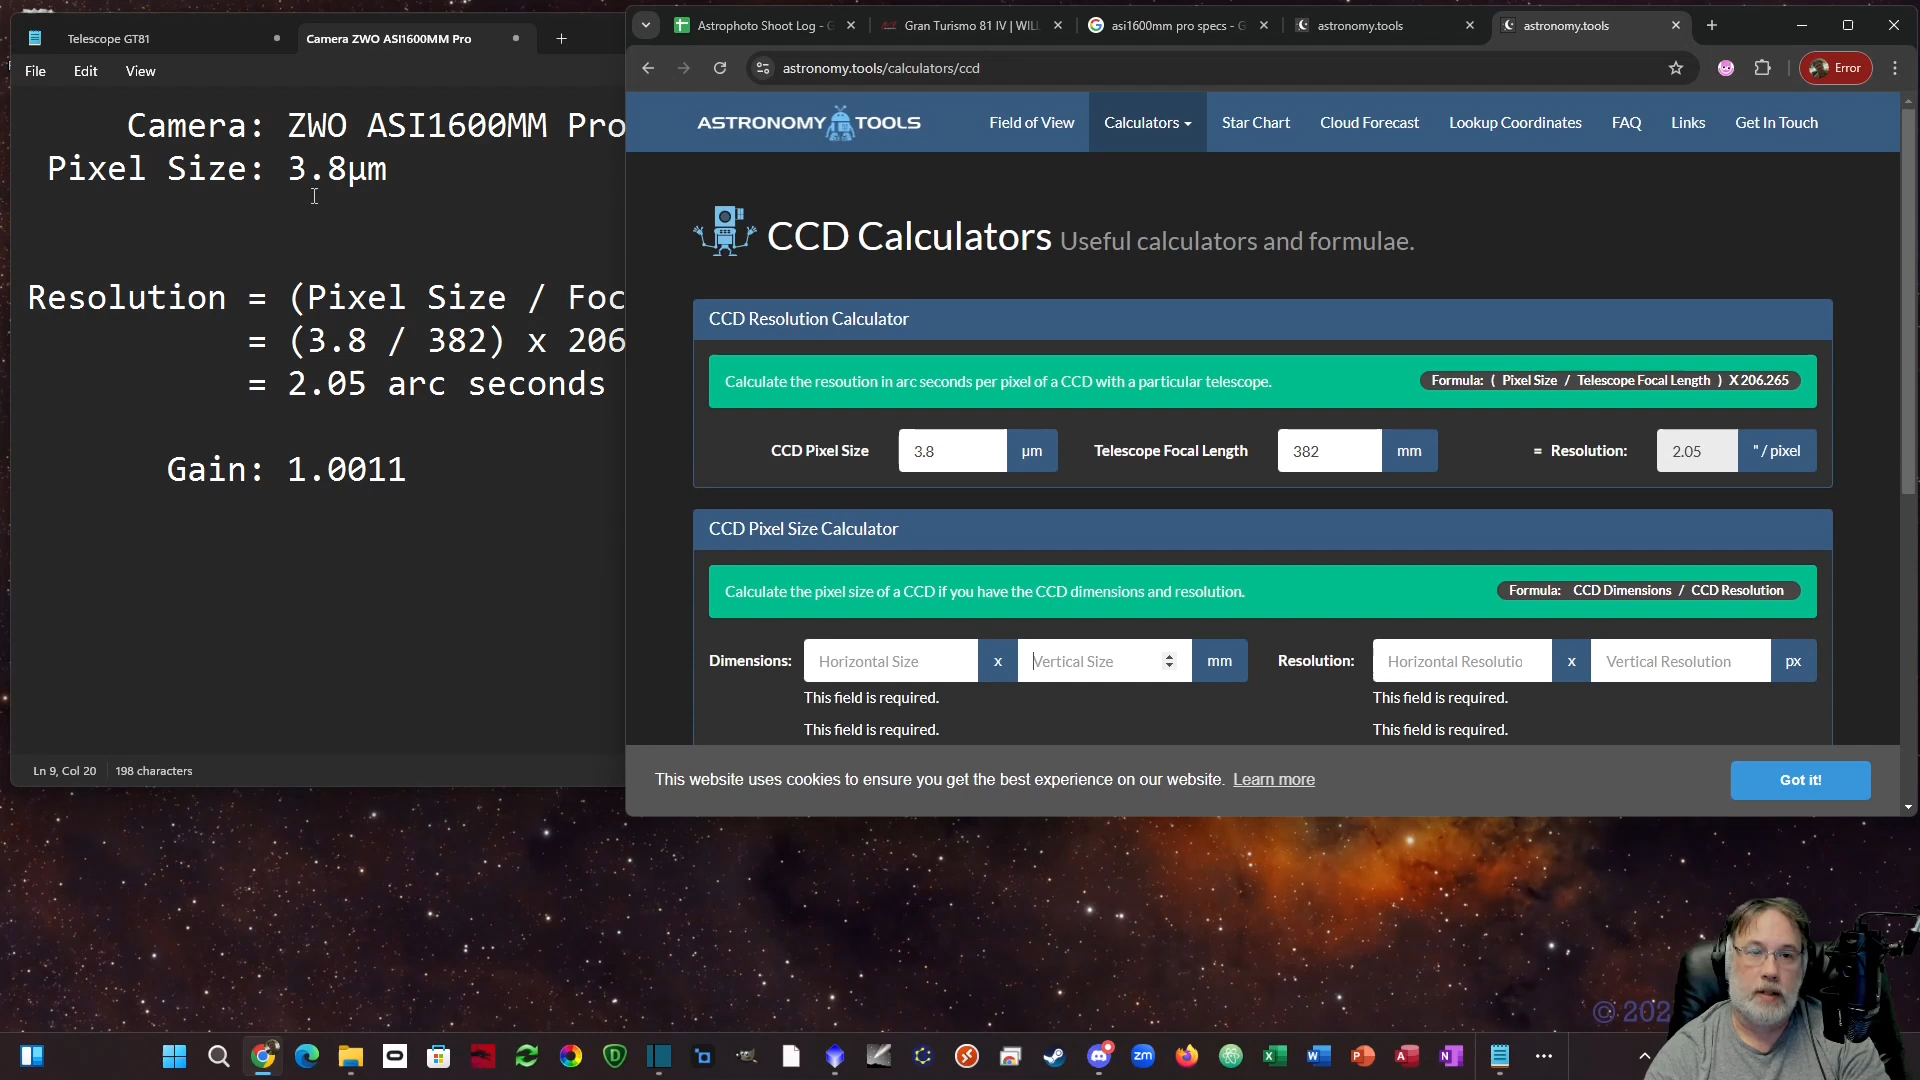 Telescope GT81
Camera ZWO ASI1600MM Pro
File
Edit
View
Camera: ZWO ASI1600MM Pro
Pixel Size: 3.8µm
Resolution = (Pixel Size / Foc
= (3.8 / 382) x 206
= 2.05 arc seconds
Gain: 1.0011
Ln 9, Col 20
198 characters
Astrophoto Shoot Log - G
Gran Turismo 81 IV | WILL
asi1600mm pro specs - G
astronomy.tools
astronomy.tools
astronomy.tools/calculators/ccd
Error
ASTRONOMY TOOLS
Field of View
Calculators
Star Chart
Cloud Forecast
Lookup Coordinates
FAQ
Links
Get In Touch
CCD Calculators Useful calculators and formulae.
CCD Resolution Calculator
Calculate the resoution in arc seconds per pixel of a CCD with a particular telescope.
Formula: ( Pixel Size / Telescope Focal Length ) X 206.265
CCD Pixel Size 3.8 µm Telescope Focal Length 382 mm = Resolution: 2.05 " / pixel
CCD Pixel Size Calculator
Calculate the pixel size of a CCD if you have the CCD dimensions and resolution.
Formula: CCD Dimensions / CCD Resolution
Dimensions: Horizontal Size x Vertical Size mm Resolution: Horizontal Resolutio x Vertical Resolution px
This field is required. This field is required.
This field is required. This field is required.
This website uses cookies to ensure you get the best experience on our website. Learn more
Got it!